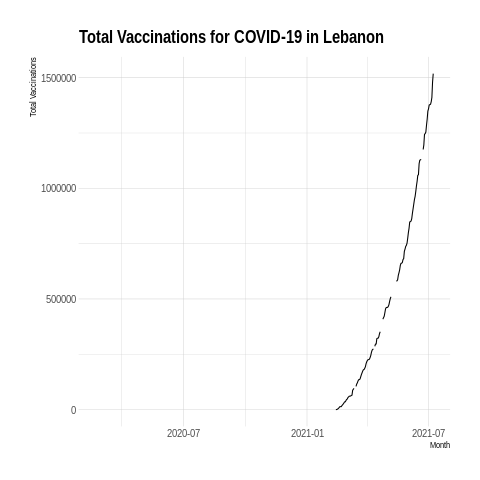 Total Vaccinations for COVID-19 in Lebanon
Total Vaccinations
1500000
1000000
500000
0
2020-07
2021-01
2021-07
Month